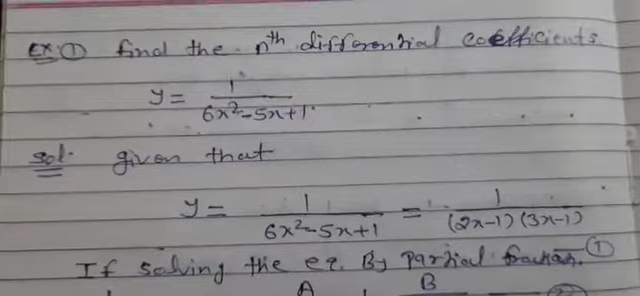 Ex:① find the nth differential coefficients
y = 1 / 6x²-5x+1
Sol. given that
y = 1 / 6x²-5x+1 = 1 / (2x-1) (3x-1)
If solving the eq. By partial fraction. ①
A B